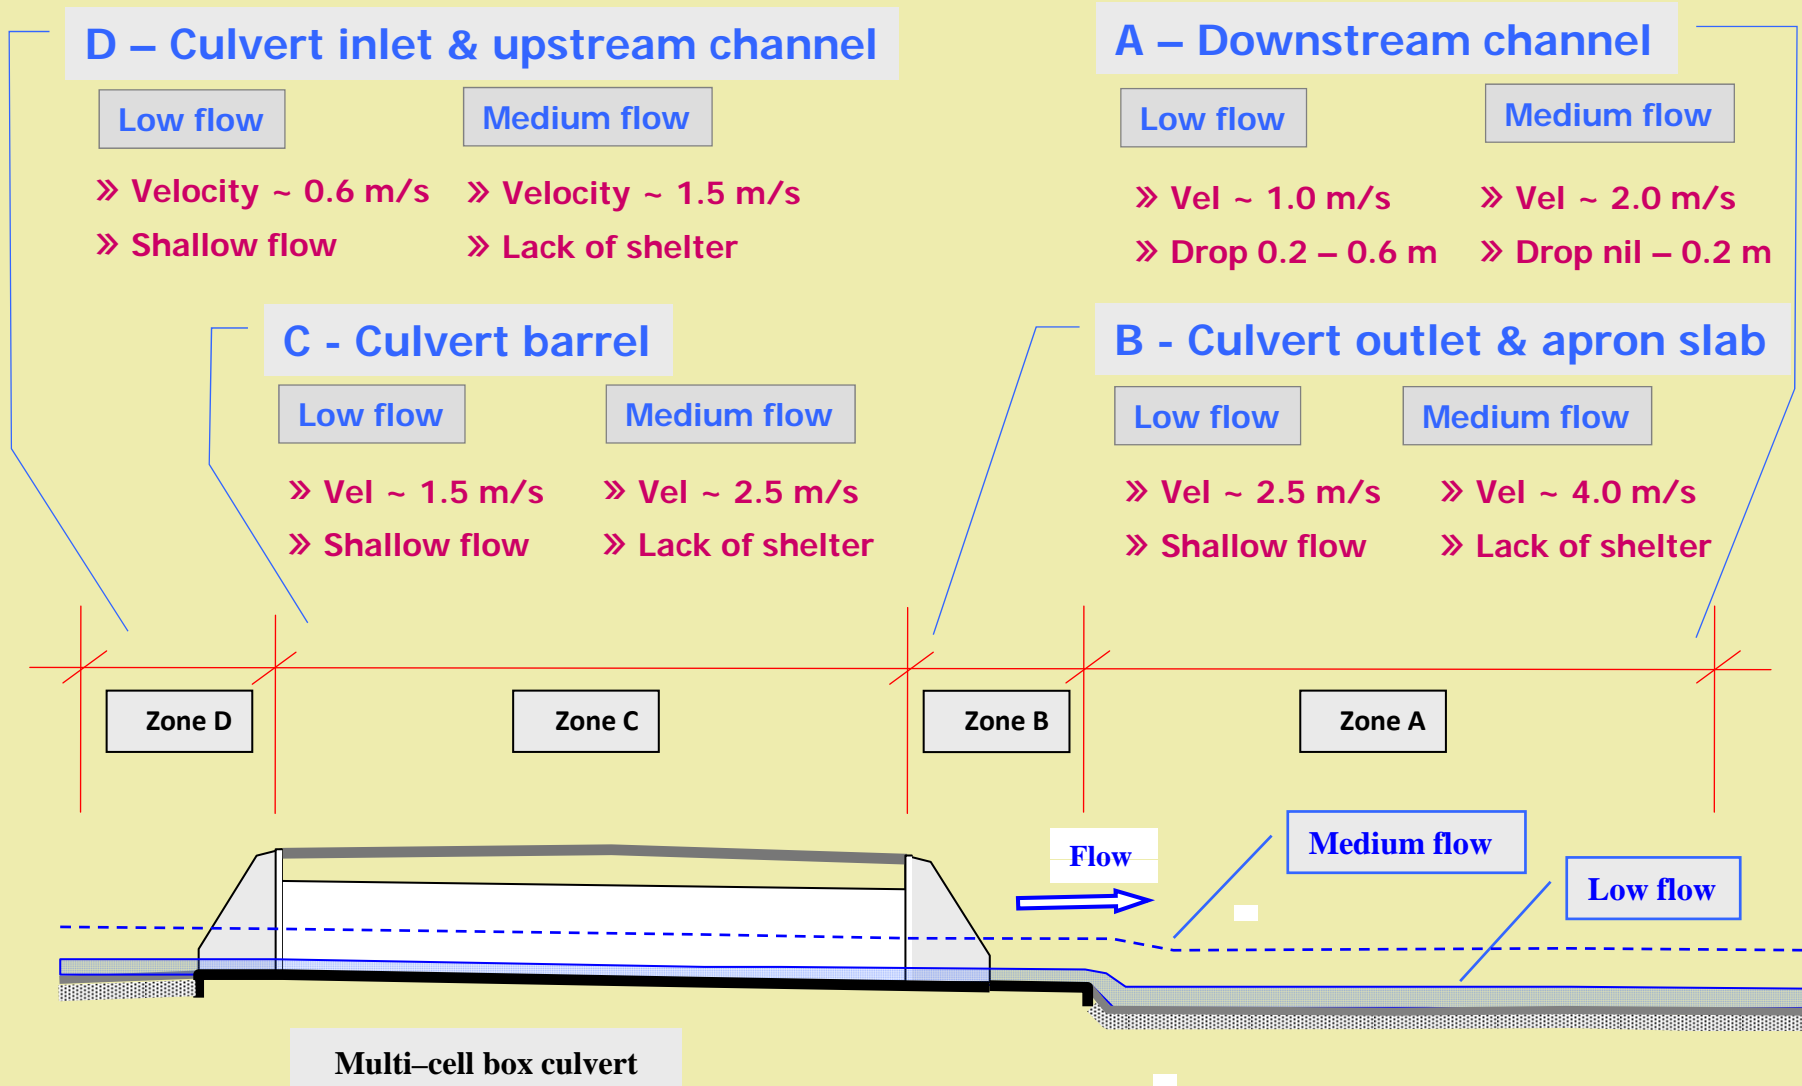 D – Culvert inlet & upstream channel
Low flow
Medium flow
» Velocity ~ 0.6 m/s
» Velocity ~ 1.5 m/s
» Shallow flow
» Lack of shelter
A – Downstream channel
Low flow
Medium flow
» Vel ~ 1.0 m/s
» Vel ~ 2.0 m/s
» Drop 0.2 – 0.6 m
» Drop nil – 0.2 m
C - Culvert barrel
Low flow
Medium flow
» Vel ~ 1.5 m/s
» Vel ~ 2.5 m/s
» Shallow flow
» Lack of shelter
B - Culvert outlet & apron slab
Low flow
Medium flow
» Vel ~ 2.5 m/s
» Vel ~ 4.0 m/s
» Shallow flow
» Lack of shelter
Zone D
Zone C
Zone B
Zone A
Flow
Medium flow
Low flow
Multi–cell box culvert